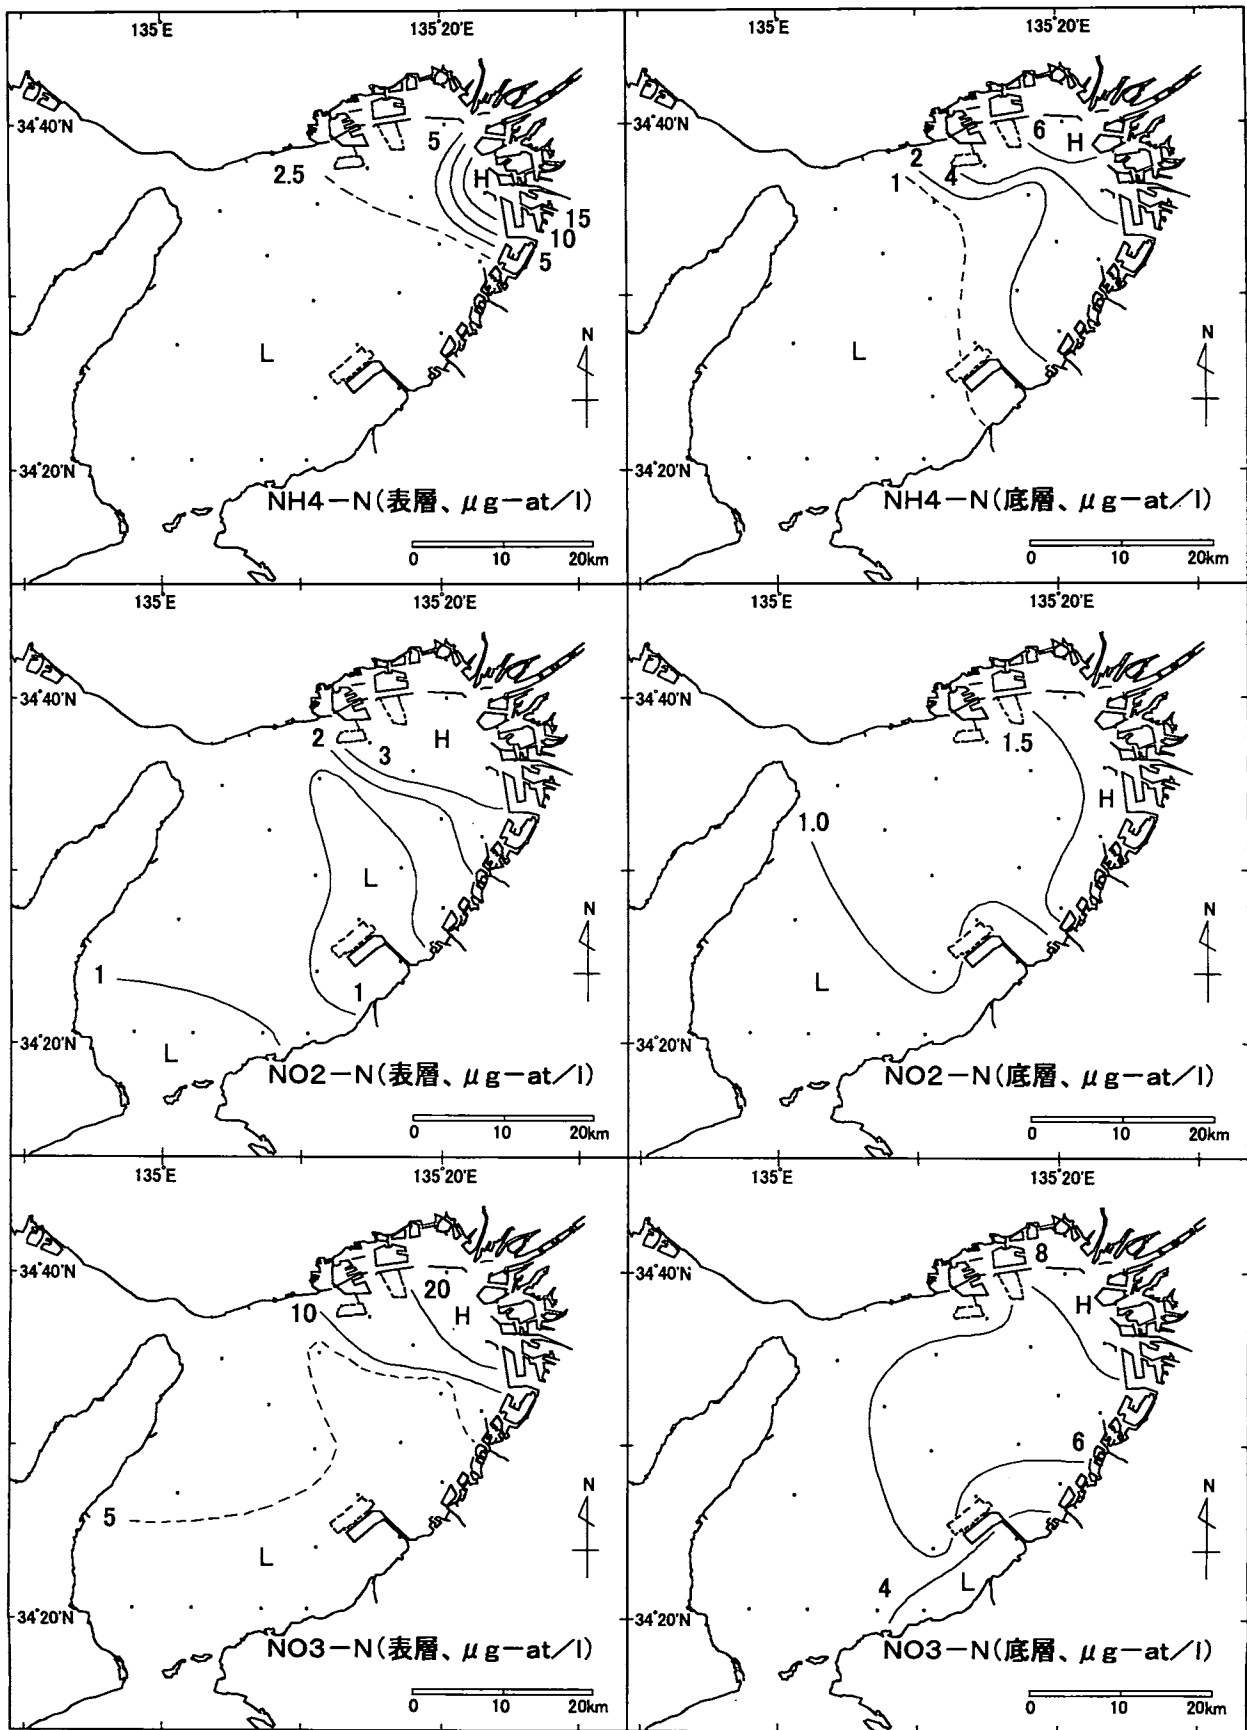 135°E
135°20'E
34°40'N
34°20'N
5
2.5
H
15
10
5
L
N
NH4-N(表層、μg-at/l)
0 10 20km
135°E
135°20'E
34°40'N
34°20'N
6
H
2
4
1
L
N
NH4-N(底層、μg-at/l)
0 10 20km
135°E
135°20'E
34°40'N
34°20'N
2
3
H
L
1
1
L
N
NO2-N(表層、μg-at/l)
0 10 20km
135°E
135°20'E
34°40'N
34°20'N
1.5
H
1.0
L
N
NO2-N(底層、μg-at/l)
0 10 20km
135°E
135°20'E
34°40'N
34°20'N
20
10
H
5
L
N
NO3-N(表層、μg-at/l)
0 10 20km
135°E
135°20'E
34°40'N
34°20'N
8
H
6
4
L
N
NO3-N(底層、μg-at/l)
0 10 20km